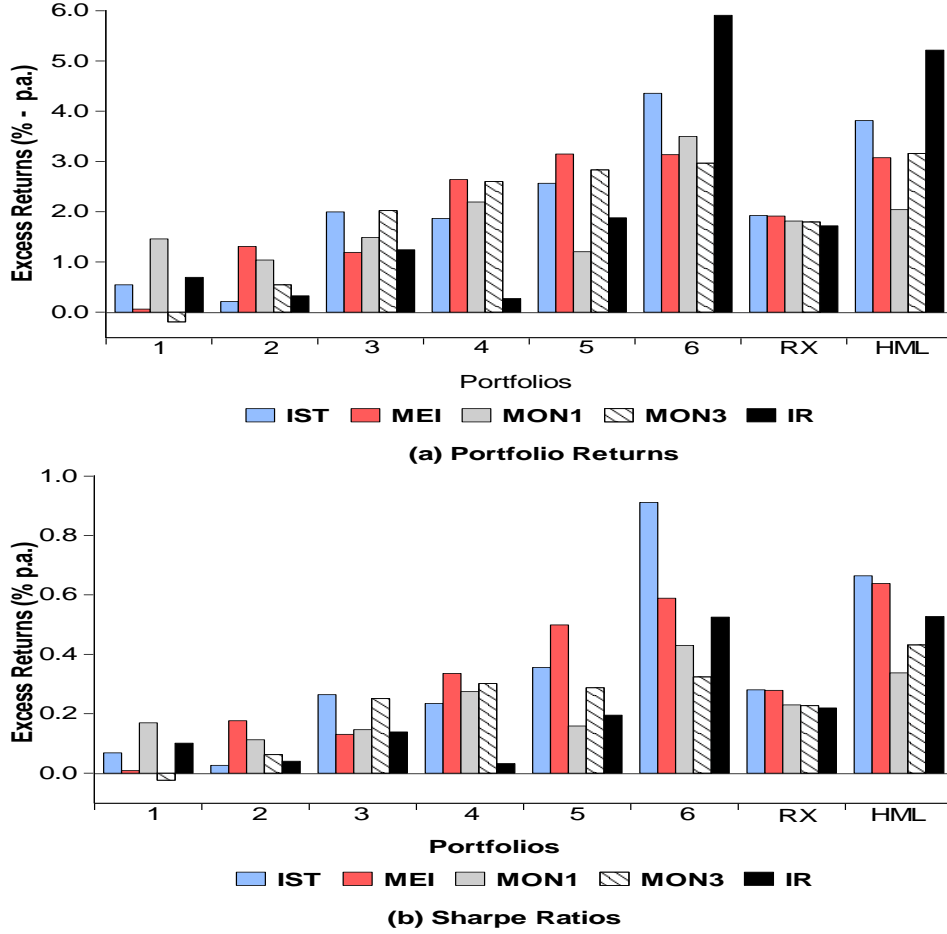 Excess Returns (% - p.a.)
6.0
5.0
4.0
3.0
2.0
1.0
0.0
1 2 3 4 5 6 RX HML
Portfolios
IST MEI MON1 MON3 IR
(a) Portfolio Returns
Excess Returns (% p.a.)
1.0
0.8
0.6
0.4
0.2
0.0
1 2 3 4 5 6 RX HML
Portfolios
IST MEI MON1 MON3 IR
(b) Sharpe Ratios